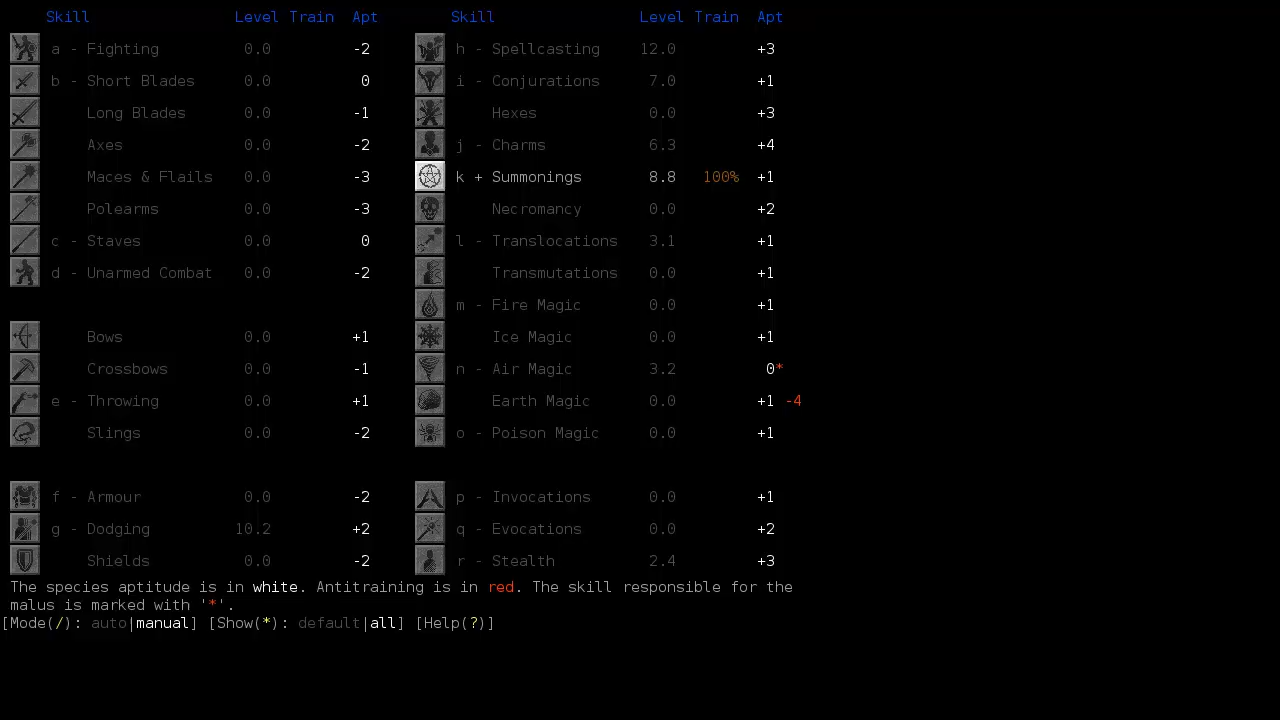 Skill Level Train Apt Skill Level Train Apt
a - Fighting 0.0 -2 h - Spellcasting 12.0 +3
b - Short Blades 0.0 0 i - Conjurations 7.0 +1
Long Blades 0.0 -1 Hexes 0.0 +3
Axes 0.0 -2 j - Charms 6.3 +4
Maces & Flails 0.0 -3 k + Summonings 8.8 100% +1
Polearms 0.0 -3 Necromancy 0.0 +2
c - Staves 0.0 0 l - Translocations 3.1 +1
d - Unarmed Combat 0.0 -2 Transmutations 0.0 +1
m - Fire Magic 0.0 +1
Bows 0.0 +1 Ice Magic 0.0 +1
Crossbows 0.0 -1 n - Air Magic 3.2 0*
e - Throwing 0.0 +1 Earth Magic 0.0 +1 -4
Slings 0.0 -2 o - Poison Magic 0.0 +1
f - Armour 0.0 -2 p - Invocations 0.0 +1
g - Dodging 10.2 +2 q - Evocations 0.0 +2
Shields 0.0 -2 r - Stealth 2.4 +3
The species aptitude is in white. Antitraining is in red. The skill responsible for the
malus is marked with '*'.
[Mode(/): auto|manual] [Show(*): default|all] [Help(?)]